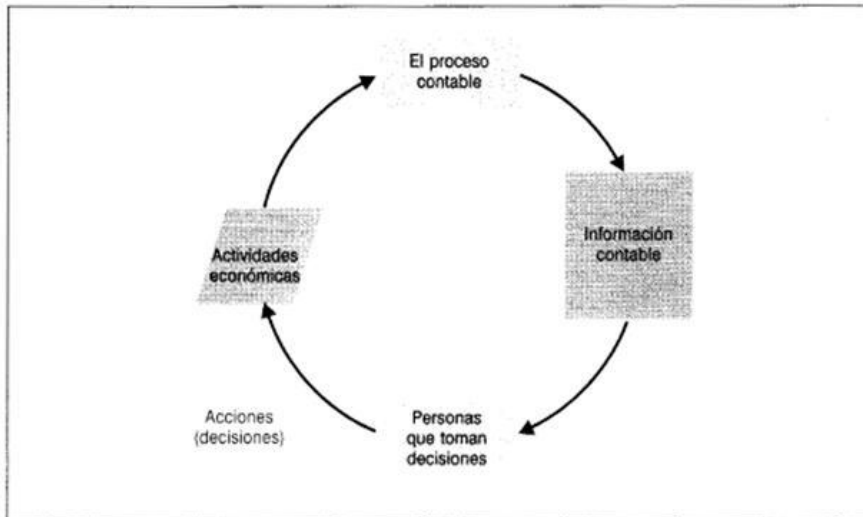 El proceso
contable
Información
contable
Actividades
económicas
Acciones
(decisiones)
Personas
que toman
decisiones